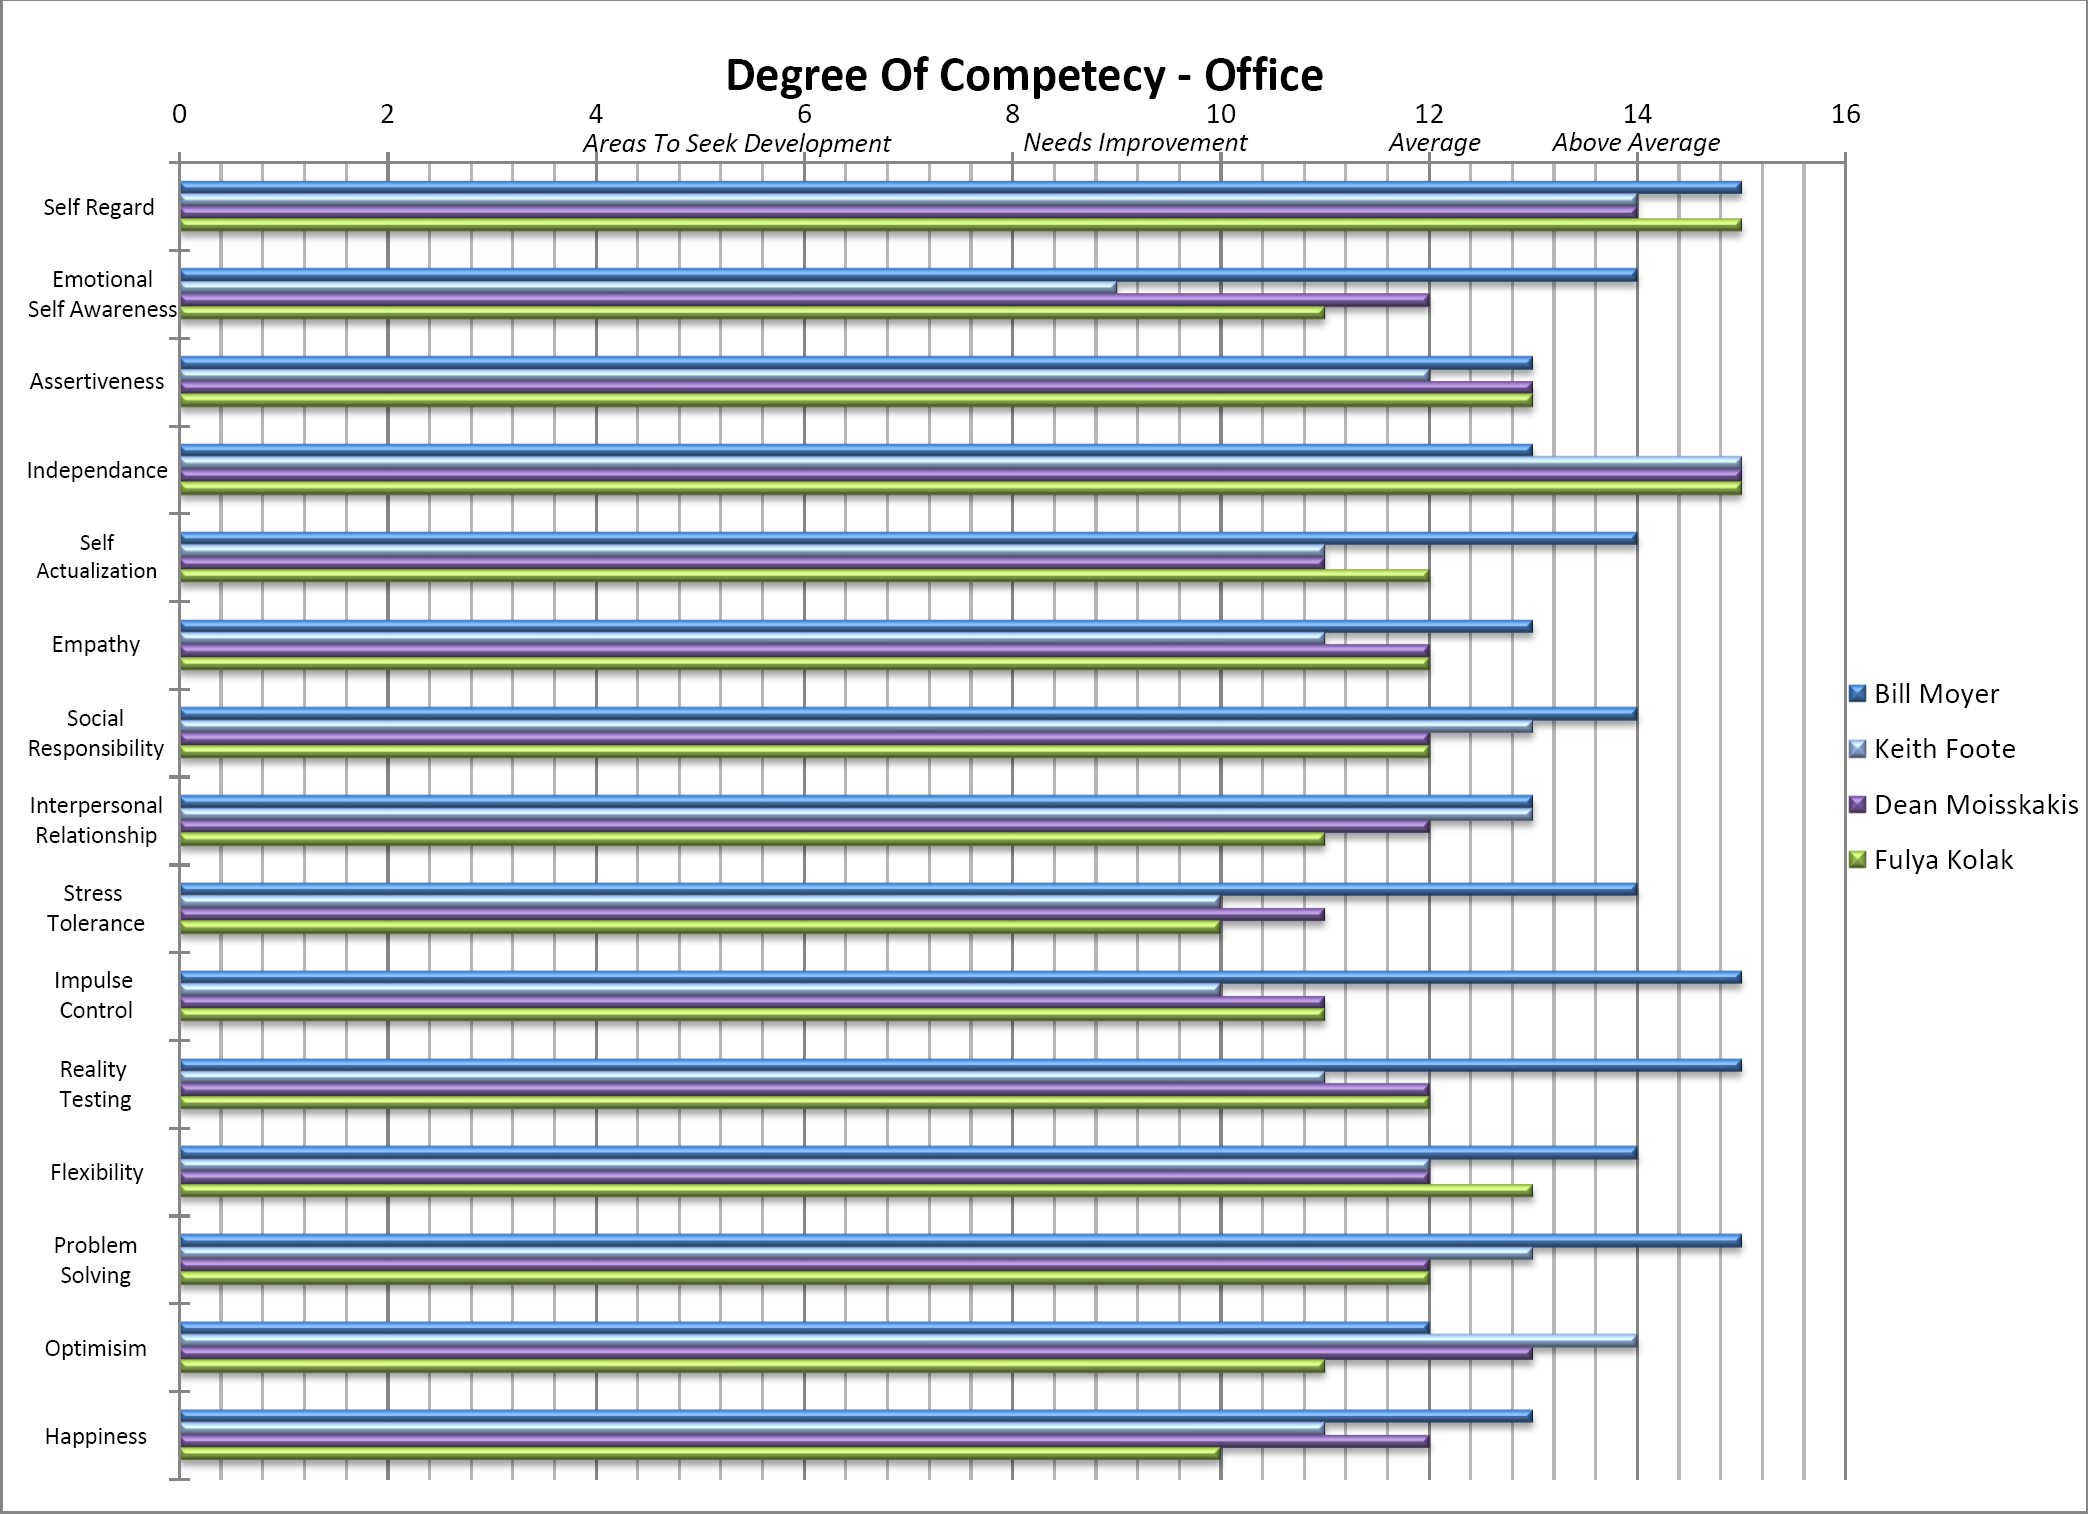 Degree Of Competecy - Office
0 2 4 6 8 10 12 14 16
Areas To Seek Development Needs Improvement Average Above Average
Self Regard
Emotional
Self Awareness
Assertiveness
Independance
Self
Actualization
Empathy
Social
Responsibility
Interpersonal
Relationship
Stress
Tolerance
Impulse
Control
Reality
Testing
Flexibility
Problem
Solving
Optimisim
Happiness
Bill Moyer
Keith Foote
Dean Moisskakis
Fulya Kolak